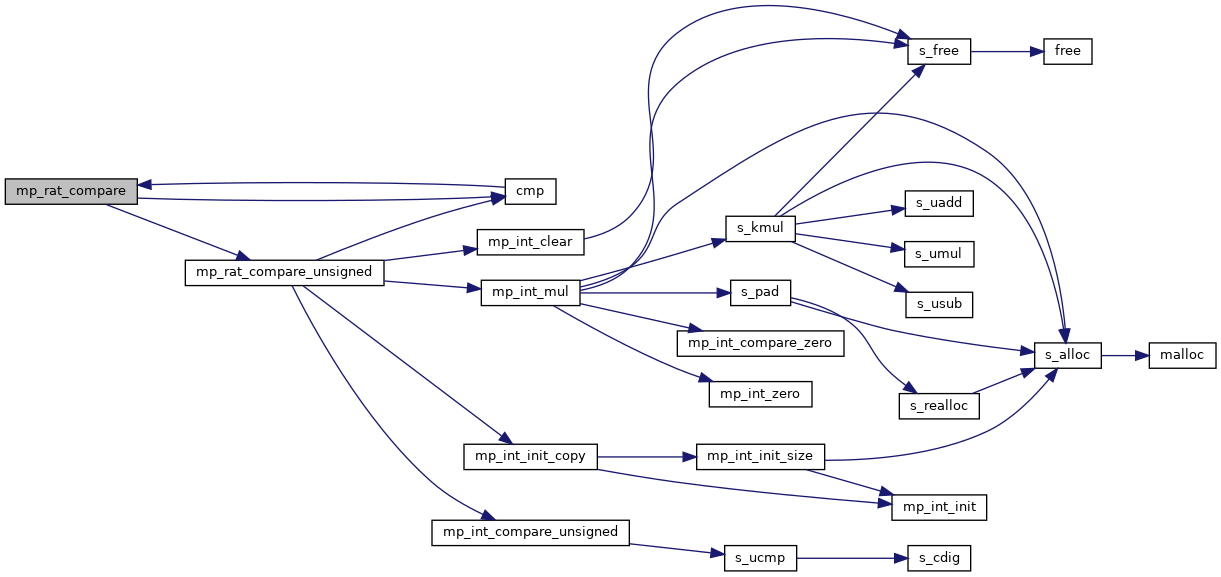 s_free
free
mp_rat_compare
cmp
s_uadd
s_kmul
mp_int_clear
s_umul
mp_rat_compare_unsigned
mp_int_mul
s_pad
s_usub
mp_int_compare_zero
s_alloc
malloc
mp_int_zero
s_realloc
mp_int_init_copy
mp_int_init_size
mp_int_init
mp_int_compare_unsigned
s_ucmp
s_cdig